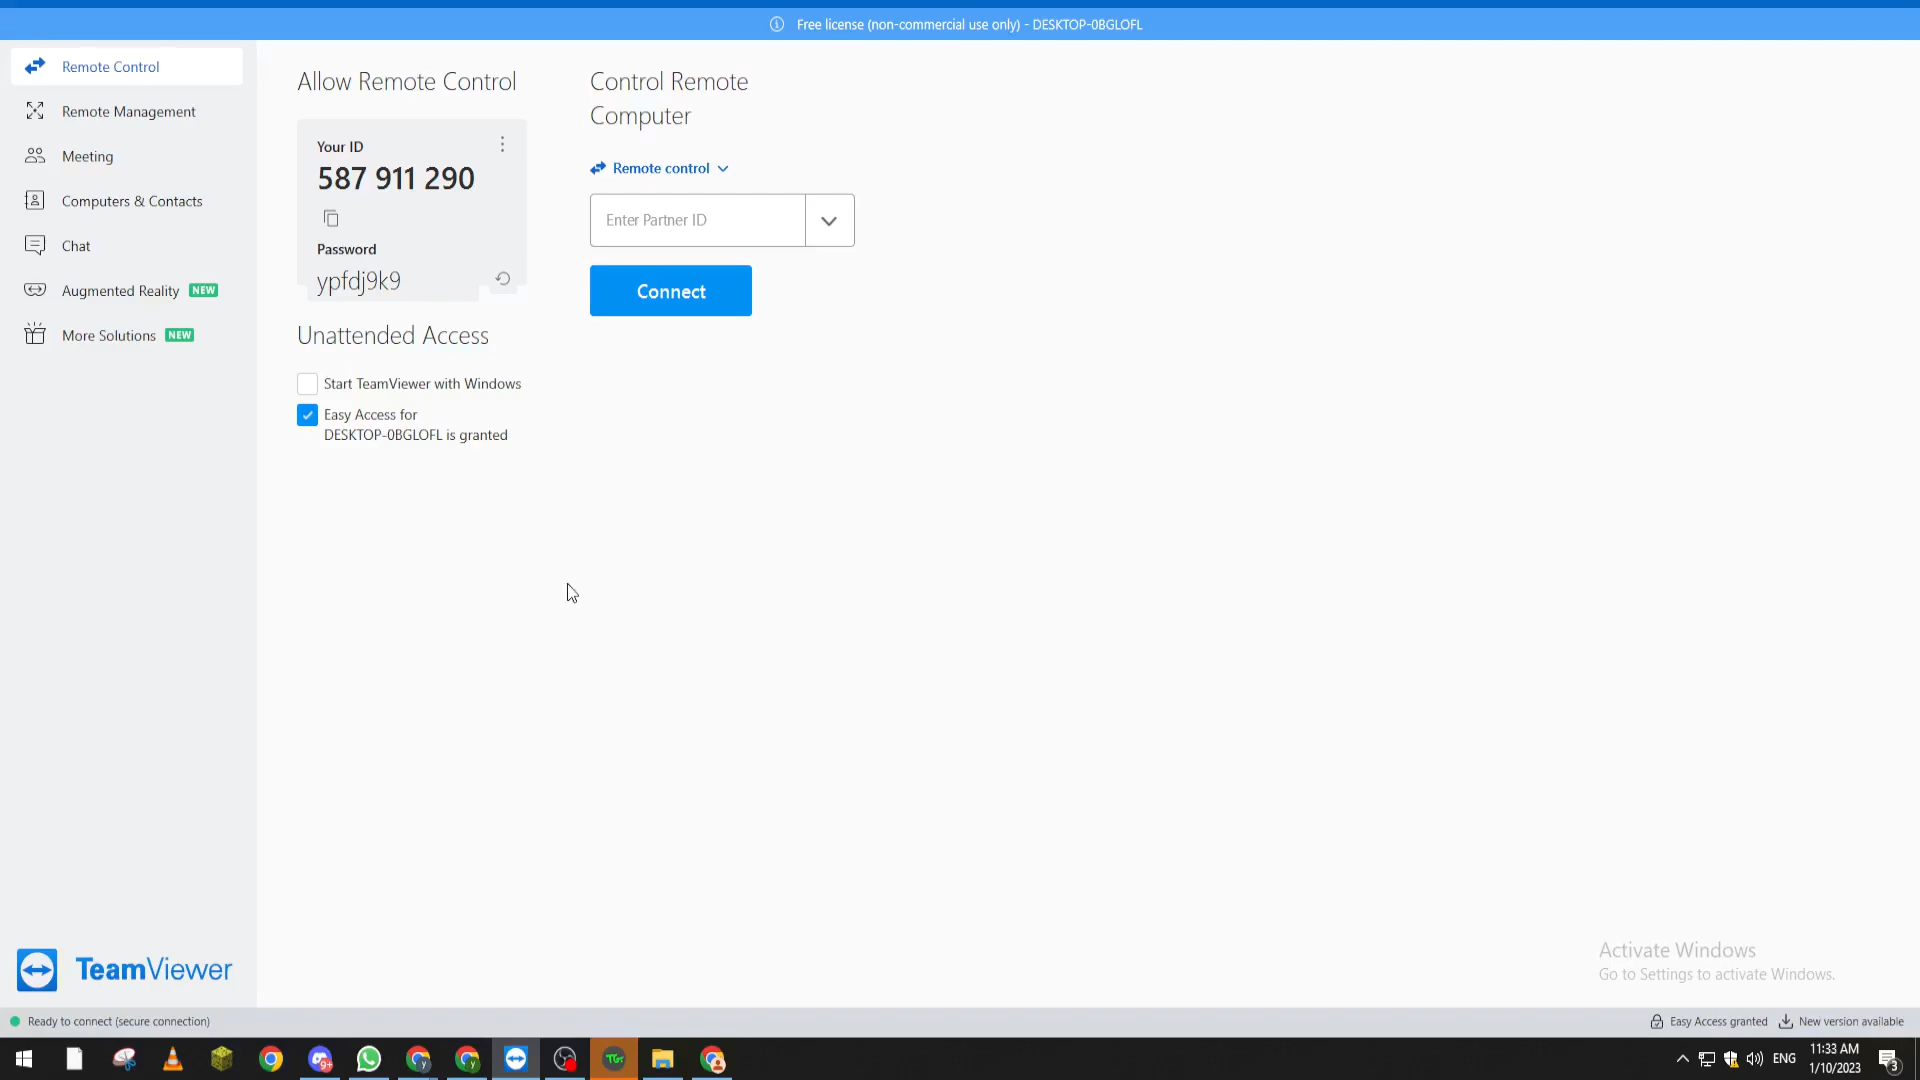 Free license (non-commercial use only) - DESKTOP-0BGLOFL
Remote Control
Remote Management
Meeting
Computers & Contacts
Chat
Augmented Reality NEW
More Solutions NEW
Allow Remote Control
Your ID
587 911 290
Password
ypfdj9k9
Unattended Access
Start TeamViewer with Windows
Easy Access for
DESKTOP-0BGLOFL is granted
Control Remote
Computer
Remote control
Enter Partner ID
Connect
TeamViewer
Activate Windows
Go to Settings to activate Windows.
Ready to connect (secure connection)
Easy Access granted
New version available
9+
TGT
ENG
11:33 AM
1/10/2023
3